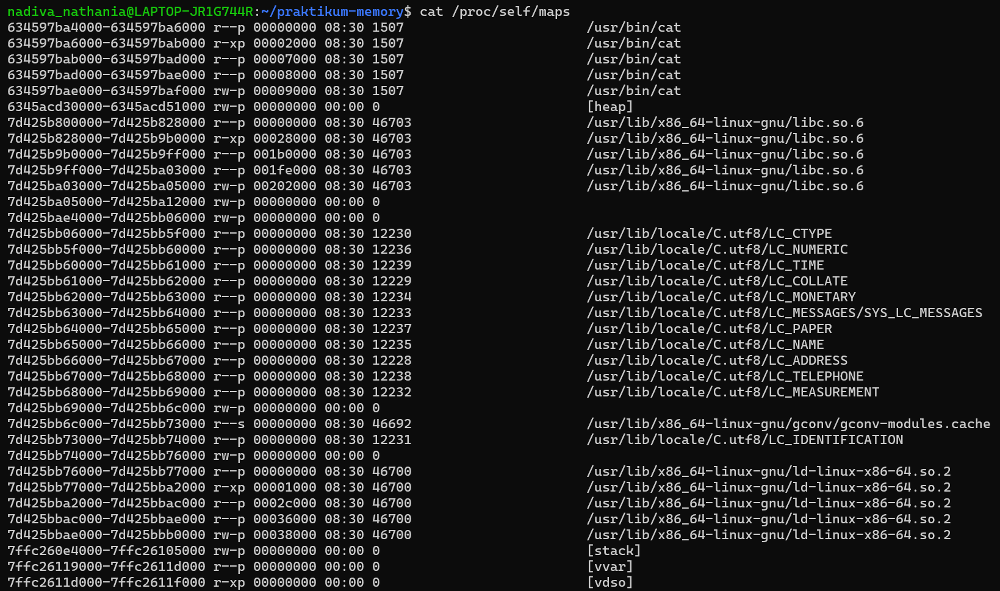 nadiva_nathania@LAPTOP-JR1G744R:~/praktikum-memory$ cat /proc/self/maps
634597ba4000-634597ba6000 r--p 00000000 08:30 1507                       /usr/bin/cat
634597ba6000-634597bab000 r-xp 00002000 08:30 1507                       /usr/bin/cat
634597bab000-634597bad000 r--p 00007000 08:30 1507                       /usr/bin/cat
634597bad000-634597bae000 r--p 00008000 08:30 1507                       /usr/bin/cat
634597bae000-634597baf000 rw-p 00009000 08:30 1507                       /usr/bin/cat
6345acd30000-6345acd51000 rw-p 00000000 00:00 0                          [heap]
7d425b800000-7d425b828000 r--p 00000000 08:30 46703                      /usr/lib/x86_64-linux-gnu/libc.so.6
7d425b828000-7d425b9b0000 r-xp 00028000 08:30 46703                      /usr/lib/x86_64-linux-gnu/libc.so.6
7d425b9b0000-7d425b9ff000 r--p 001b0000 08:30 46703                      /usr/lib/x86_64-linux-gnu/libc.so.6
7d425b9ff000-7d425ba03000 r--p 001fe000 08:30 46703                      /usr/lib/x86_64-linux-gnu/libc.so.6
7d425ba03000-7d425ba05000 rw-p 00202000 08:30 46703                      /usr/lib/x86_64-linux-gnu/libc.so.6
7d425ba05000-7d425ba12000 rw-p 00000000 00:00 0
7d425bae4000-7d425bb06000 rw-p 00000000 00:00 0
7d425bb06000-7d425bb5f000 r--p 00000000 08:30 12230                      /usr/lib/locale/C.utf8/LC_CTYPE
7d425bb5f000-7d425bb60000 r--p 00000000 08:30 12236                      /usr/lib/locale/C.utf8/LC_NUMERIC
7d425bb60000-7d425bb61000 r--p 00000000 08:30 12239                      /usr/lib/locale/C.utf8/LC_TIME
7d425bb61000-7d425bb62000 r--p 00000000 08:30 12229                      /usr/lib/locale/C.utf8/LC_COLLATE
7d425bb62000-7d425bb63000 r--p 00000000 08:30 12234                      /usr/lib/locale/C.utf8/LC_MONETARY
7d425bb63000-7d425bb64000 r--p 00000000 08:30 12233                      /usr/lib/locale/C.utf8/LC_MESSAGES/SYS_LC_MESSAGES
7d425bb64000-7d425bb65000 r--p 00000000 08:30 12237                      /usr/lib/locale/C.utf8/LC_PAPER
7d425bb65000-7d425bb66000 r--p 00000000 08:30 12235                      /usr/lib/locale/C.utf8/LC_NAME
7d425bb66000-7d425bb67000 r--p 00000000 08:30 12228                      /usr/lib/locale/C.utf8/LC_ADDRESS
7d425bb67000-7d425bb68000 r--p 00000000 08:30 12238                      /usr/lib/locale/C.utf8/LC_TELEPHONE
7d425bb68000-7d425bb69000 r--p 00000000 08:30 12232                      /usr/lib/locale/C.utf8/LC_MEASUREMENT
7d425bb69000-7d425bb6c000 rw-p 00000000 00:00 0
7d425bb6c000-7d425bb73000 r--s 00000000 08:30 46692                      /usr/lib/x86_64-linux-gnu/gconv/gconv-modules.cache
7d425bb73000-7d425bb74000 r--p 00000000 08:30 12231                      /usr/lib/locale/C.utf8/LC_IDENTIFICATION
7d425bb74000-7d425bb76000 rw-p 00000000 00:00 0
7d425bb76000-7d425bb77000 r--p 00000000 08:30 46700                      /usr/lib/x86_64-linux-gnu/ld-linux-x86-64.so.2
7d425bb77000-7d425bba2000 r-xp 00001000 08:30 46700                      /usr/lib/x86_64-linux-gnu/ld-linux-x86-64.so.2
7d425bba2000-7d425bbac000 r--p 0002c000 08:30 46700                      /usr/lib/x86_64-linux-gnu/ld-linux-x86-64.so.2
7d425bbac000-7d425bbae000 r--p 00036000 08:30 46700                      /usr/lib/x86_64-linux-gnu/ld-linux-x86-64.so.2
7d425bbae000-7d425bbb0000 rw-p 00038000 08:30 46700                      /usr/lib/x86_64-linux-gnu/ld-linux-x86-64.so.2
7ffc260e4000-7ffc26105000 rw-p 00000000 00:00 0                          [stack]
7ffc26119000-7ffc2611d000 r--p 00000000 00:00 0                          [vvar]
7ffc2611d000-7ffc2611f000 r-xp 00000000 00:00 0                          [vdso]